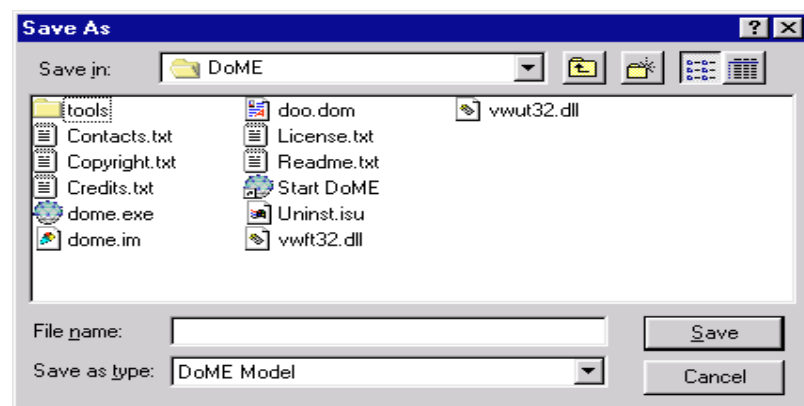 Save As
Save in: DoME
tools doo.dom vwut32.dll
Contacts.txt License.txt
Copyright.txt Readme.txt
Credits.txt Start DoME
dome.exe Uninst.isu
dome.im vwft32.dll
File name: Save
Save as type: DoME Model Cancel